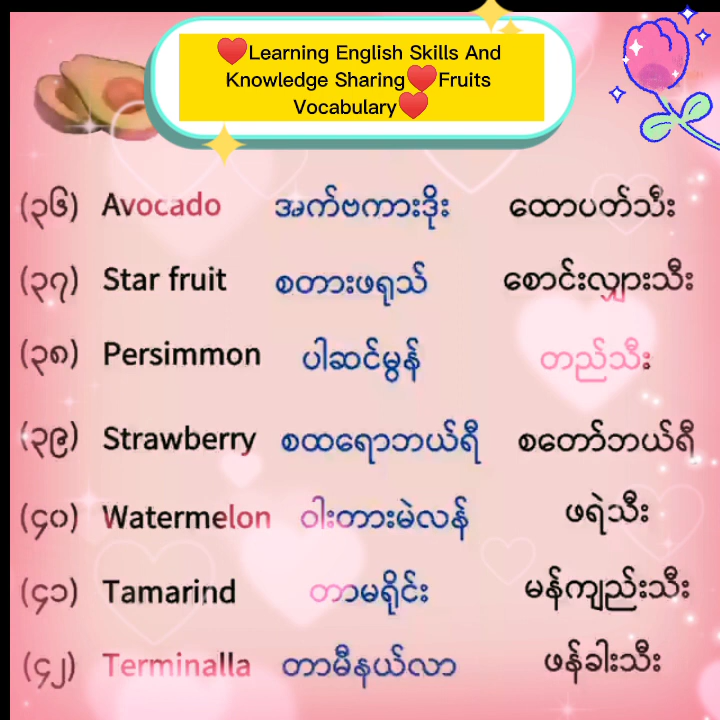 ❤️Learning English Skills And
Knowledge Sharing❤️Fruits
Vocabulary❤️
(၃၆) Avocado အက်ဗကားဒိုး ထောပတ်သီး
(၃၇) Star fruit စတားဖရုသ် စောင်းလျှားသီး
(၃၈) Persimmon ပါဆင်မွန် တည်သီး
(၃၉) Strawberry စထရောဘယ်ရီ စတော်ဘယ်ရီ
(၄၀) Watermelon ဝါးတားမဲလန် ဖရဲသီး
(၄၁) Tamarind တာမရိုင်း မန်ကျည်းသီး
(၄၂) Terminalla တာမီနယ်လာ ဖန်ခါးသီး